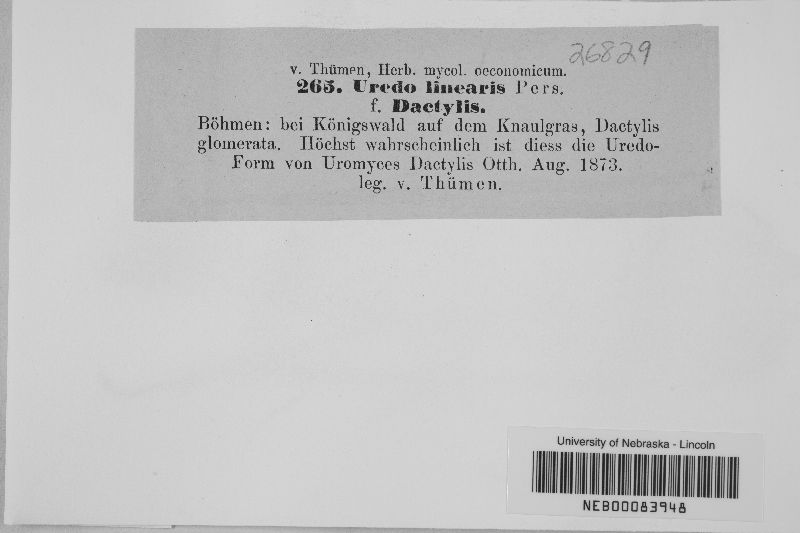 26829
v. Thümen, Herb. mycol. oeconomicum.
265. Uredo linearis Pers.
f. Dactylis.
Böhmen: bei Königswald auf dem Knaulgras, Dactylis
glomerata. Höchst wahrscheinlich ist diess die Uredo-
Form von Uromyces Dactylis Otth. Aug. 1873.
leg. v. Thümen.
University of Nebraska - Lincoln
NEB00083948